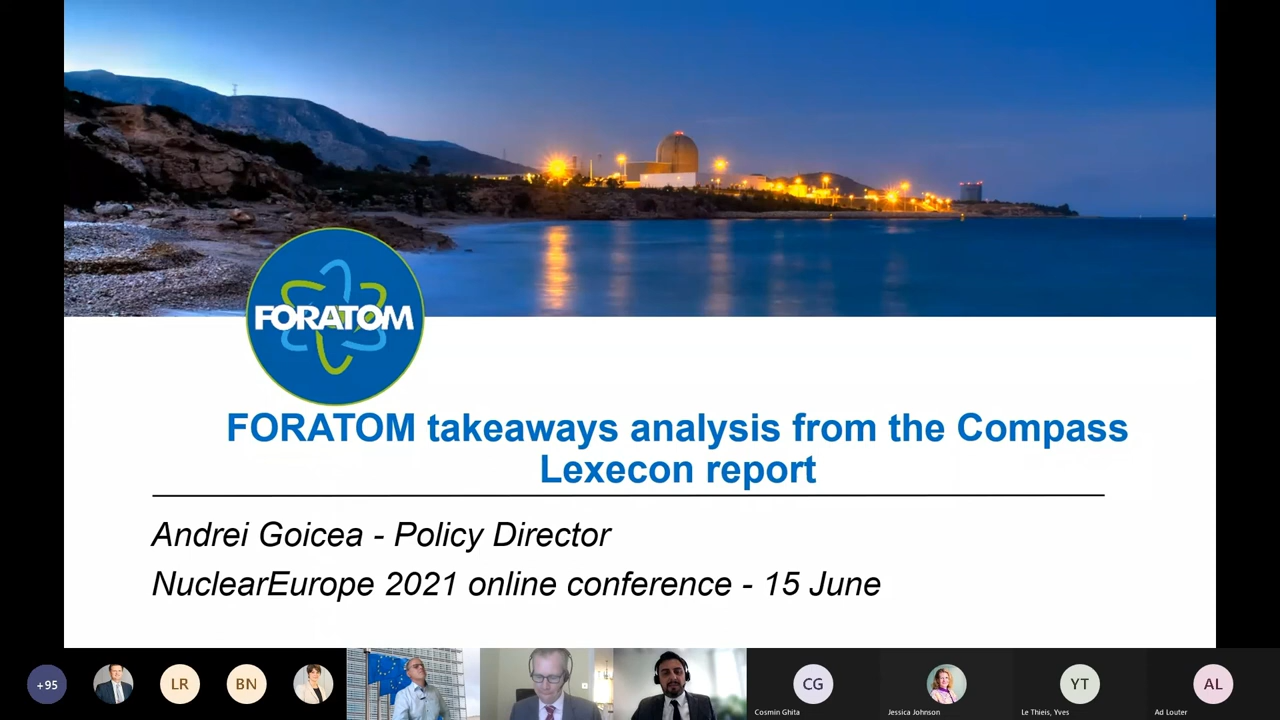 FORATOM
FORATOM takeaways analysis from the Compass
Lexecon report
Andrei Goicea - Policy Director
NuclearEurope 2021 online conference - 15 June
+95
LR
BN
CG
YT
AL
Cosmin Ghita
Jessica Johnson
Le Thieis, Yves
Ad Louter